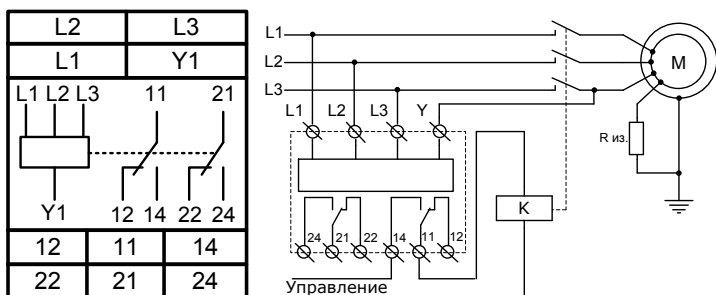 L2 L3
L1 Y1
L1 L2 L3 11 21
Y1 12 14 22 24
12 11 14
22 21 24
L1
L2
L3
L1 L2 L3 Y
M
R из.
K
24 21 22 14 11 12
Управление